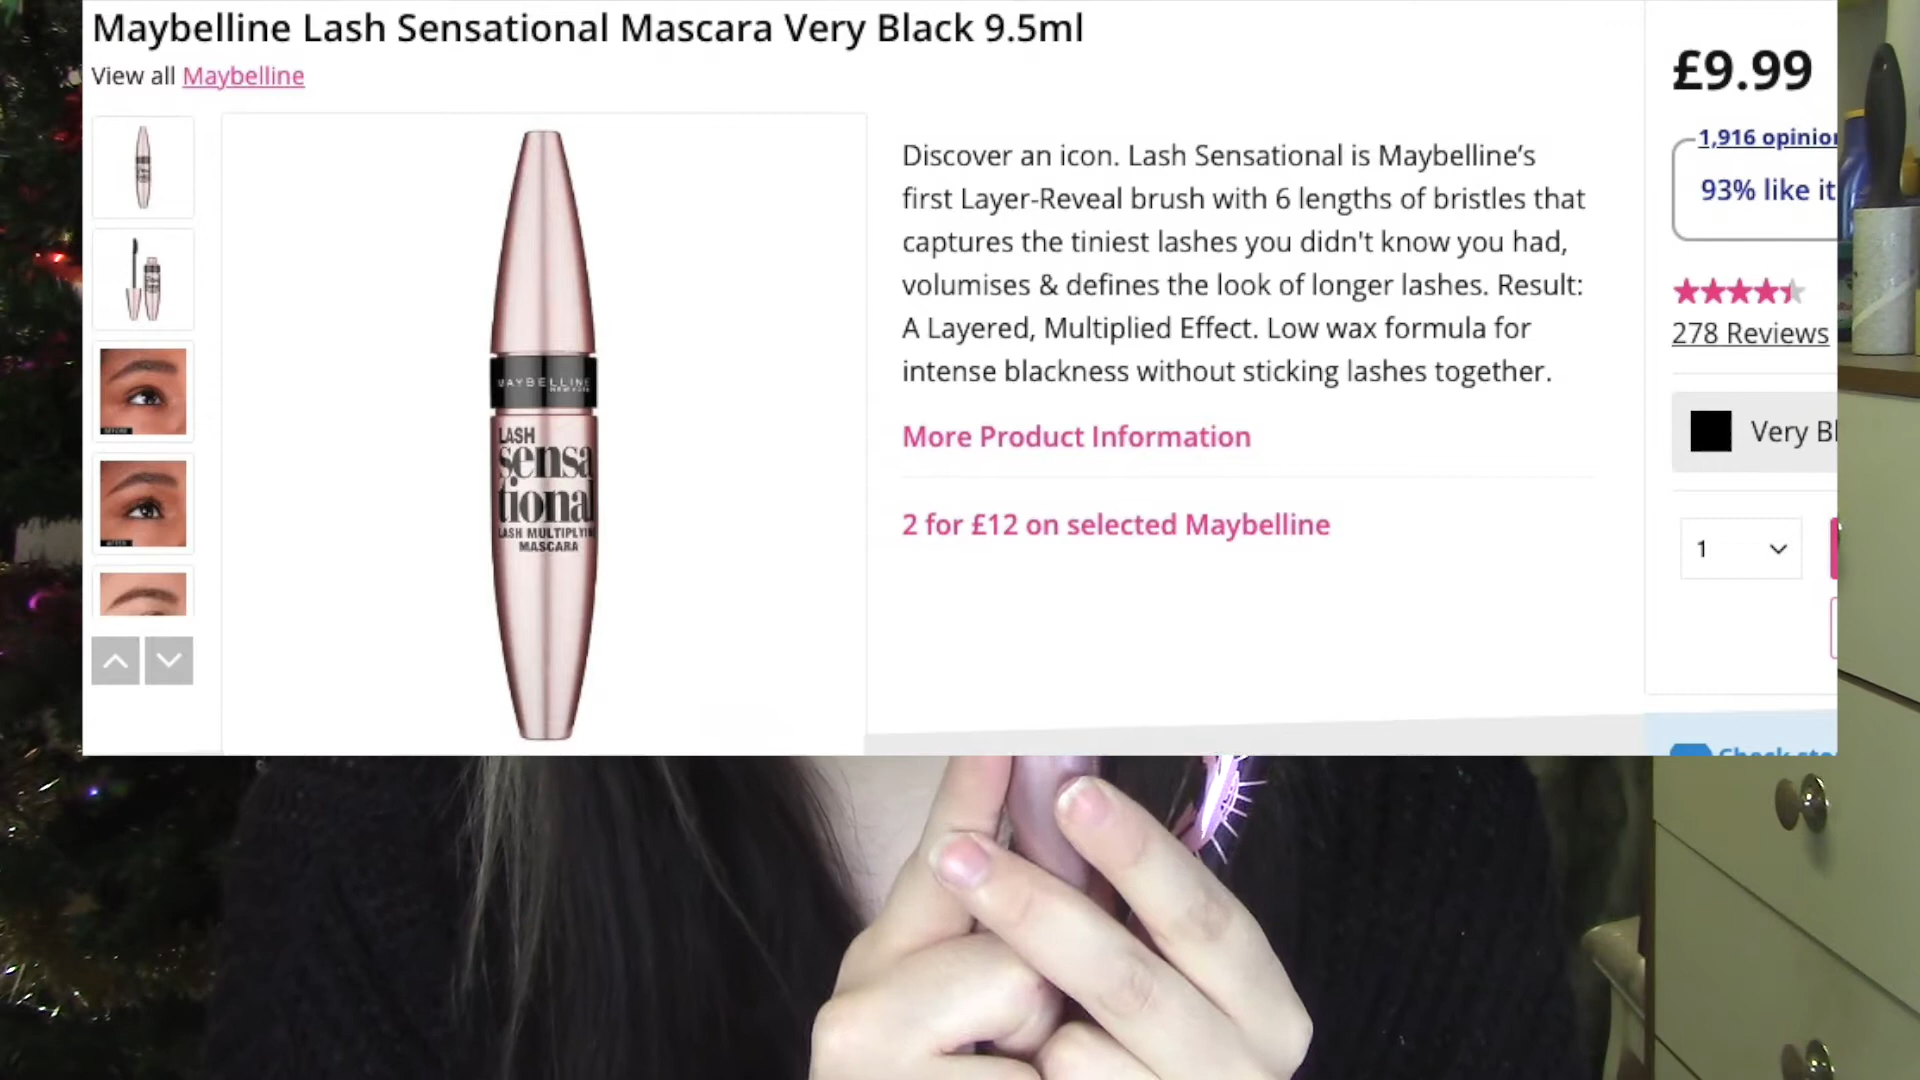 Maybelline Lash Sensational Mascara Very Black 9.5ml
View all Maybelline
£9.99
1,916 opinio
93% like it
278 Reviews
Very Bl
1
Discover an icon. Lash Sensational is Maybelline’s
first Layer-Reveal brush with 6 lengths of bristles that
captures the tiniest lashes you didn't know you had,
volumises & defines the look of longer lashes. Result:
A Layered, Multiplied Effect. Low wax formula for
intense blackness without sticking lashes together.
More Product Information
2 for £12 on selected Maybelline
MAYBELLINE
NEW YORK
LASH
sensa
tional
LASH MULTIPLYIN
MASCARA
Check sto